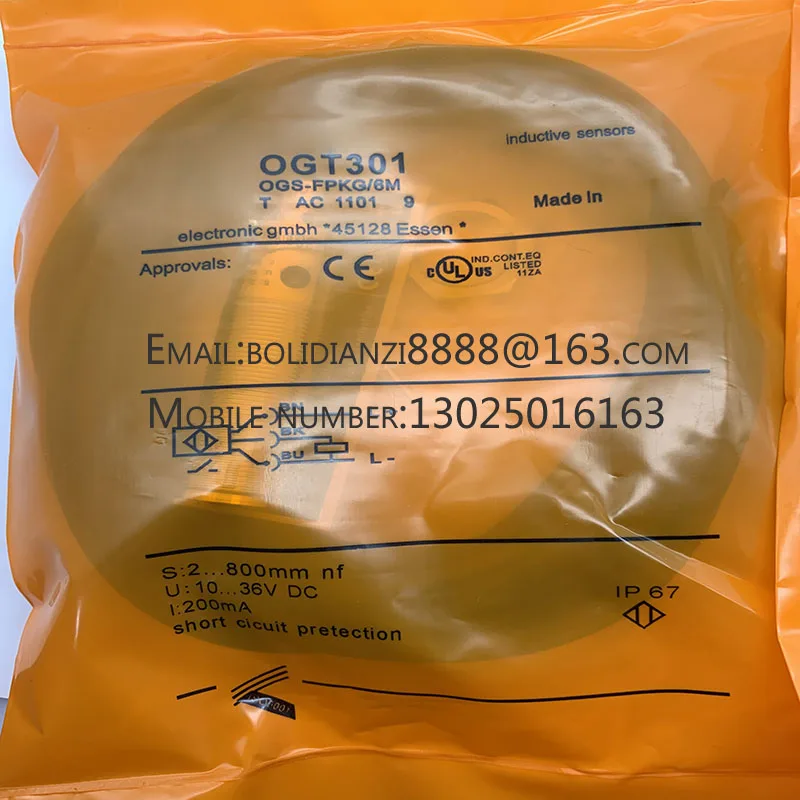 inductive sensors
OGT301
OGS-FPKG/6M
T AC 1101 9
Made In
electronic gmbh *45128 Essen *
Approvals:
CE
c UL us
IND.CONT.EQ
LISTED
11ZA
EMAIL:BOLIDIANZI8888@163.COM
MOBILE NUMBER:13025016163
BN
BK
BU
L-
S:2...800mm nf
U:10...36V DC
I:200mA
short cicuit pretection
IP 67